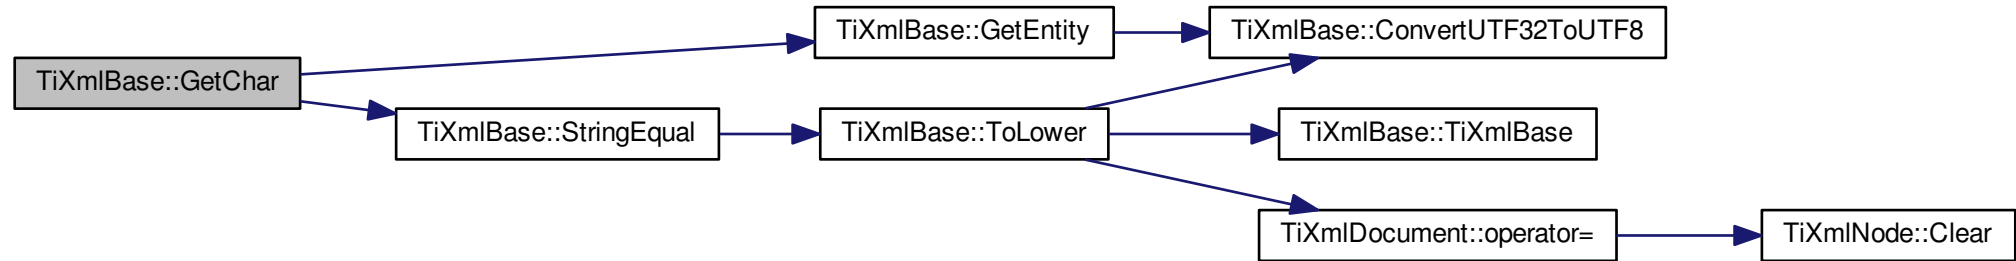 TiXmlBase::GetChar
TiXmlBase::GetEntity
TiXmlBase::ConvertUTF32ToUTF8
TiXmlBase::StringEqual
TiXmlBase::ToLower
TiXmlBase::TiXmlBase
TiXmlDocument::operator=
TiXmlNode::Clear